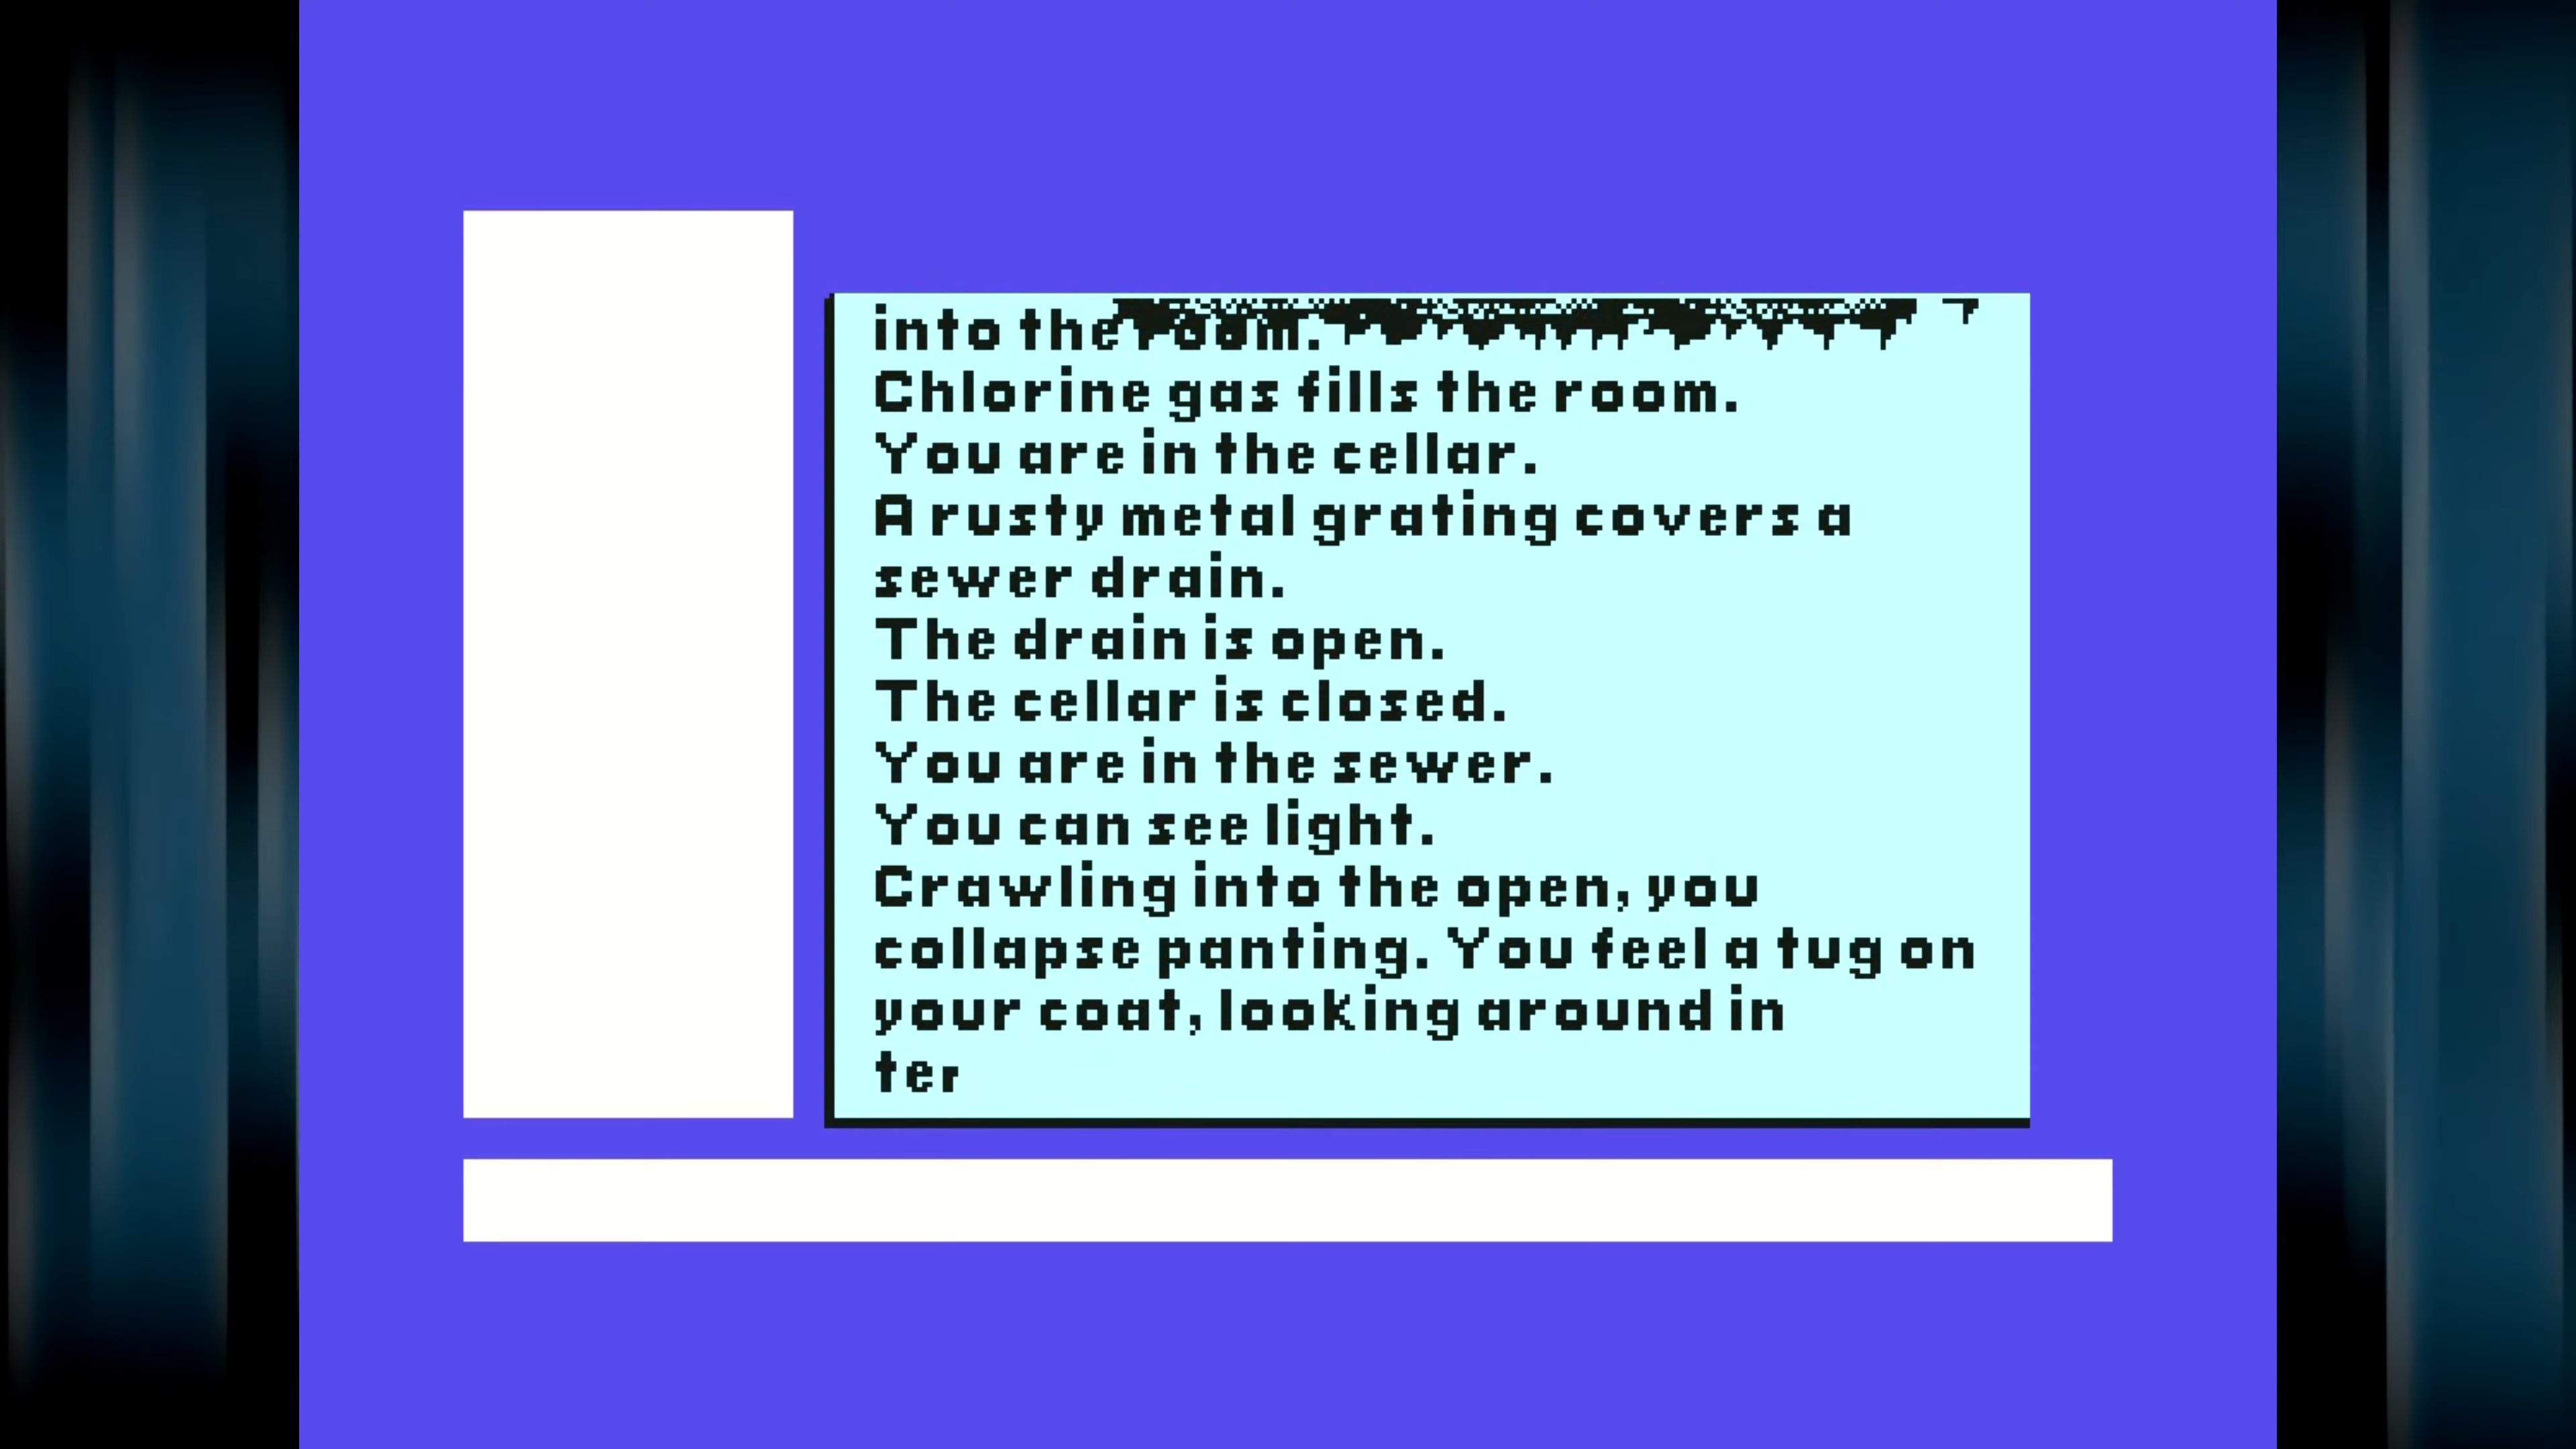 into the room.
Chlorine gas fills the room.
You are in the cellar.
A rusty metal grating covers a
sewer drain.
The drain is open.
The cellar is closed.
You are in the sewer.
You can see light.
Crawling into the open, you
collapse panting. You feel a tug on
your coat, looking around in
ter